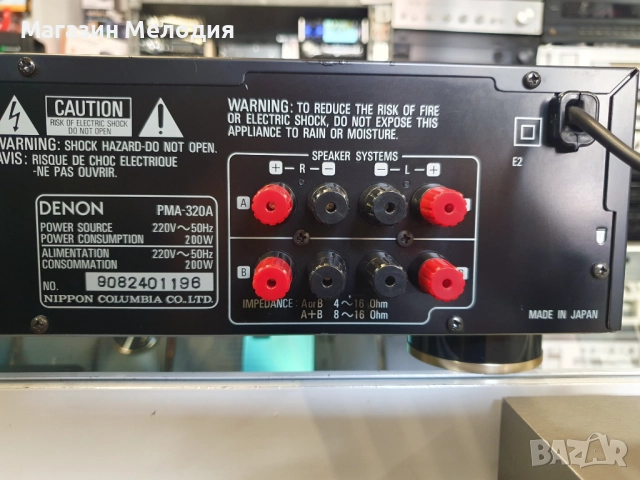 Магазин Мелодия
Магазин Мелодия
CAUTION
RISK OF ELECTRIC SHOCK
DO NOT OPEN
WARNING: SHOCK HAZARD-DO NOT OPEN.
AVIS: RISQUE DE CHOC ELECTRIQUE
-NE PAS OUVRIR.
WARNING: TO REDUCE THE RISK OF FIRE
OR ELECTRIC SHOCK, DO NOT EXPOSE THIS
APPLIANCE TO RAIN OR MOISTURE.
E2
SPEAKER SYSTEMS
+ - R - −
− - L - +
A
B
DENON PMA-320A
POWER SOURCE 220V～50Hz
POWER CONSUMPTION 200W
ALIMENTATION 220V～50Hz
CONSOMMATION 200W
NO. 9082401196
NIPPON COLUMBIA CO.,LTD.
IMPEDANCE: AorB 4～16 Ohm
A+B 8～16 Ohm
MADE IN JAPAN
BAZAR